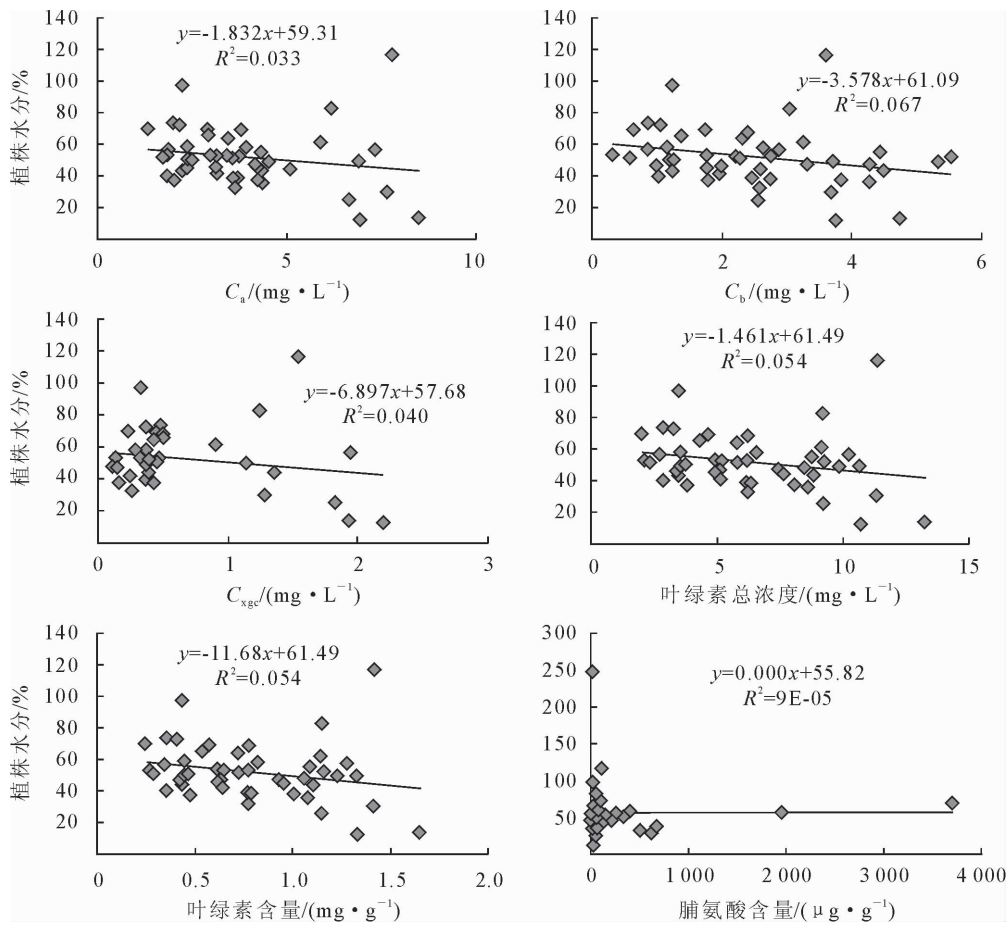 140
120
100
80
60
40
20
植株水分/%
y=-1.832x+59.31
R²=0.033
0 5 10
Cₐ/(mg·L⁻¹)
140
120
100
80
60
40
20
y=-3.578x+61.09
R²=0.067
0 2 4 6
C_b/(mg·L⁻¹)
140
120
100
80
60
40
20
植株水分/%
y=-6.897x+57.68
R²=0.040
0 1 2 3
C_xgc/(mg·L⁻¹)
140
120
100
80
60
40
20
y=-1.461x+61.49
R²=0.054
0 5 10 15
叶绿素总浓度/(mg·L⁻¹)
140
120
100
80
60
40
20
植株水分/%
y=-11.68x+61.49
R²=0.054
0 0.5 1.0 1.5 2.0
叶绿素含量/(mg·g⁻¹)
300
250
200
150
100
50
y=0.000x+55.82
R²=9E-05
0 1 000 2 000 3 000 4 000
脯氨酸含量/(μg·g⁻¹)